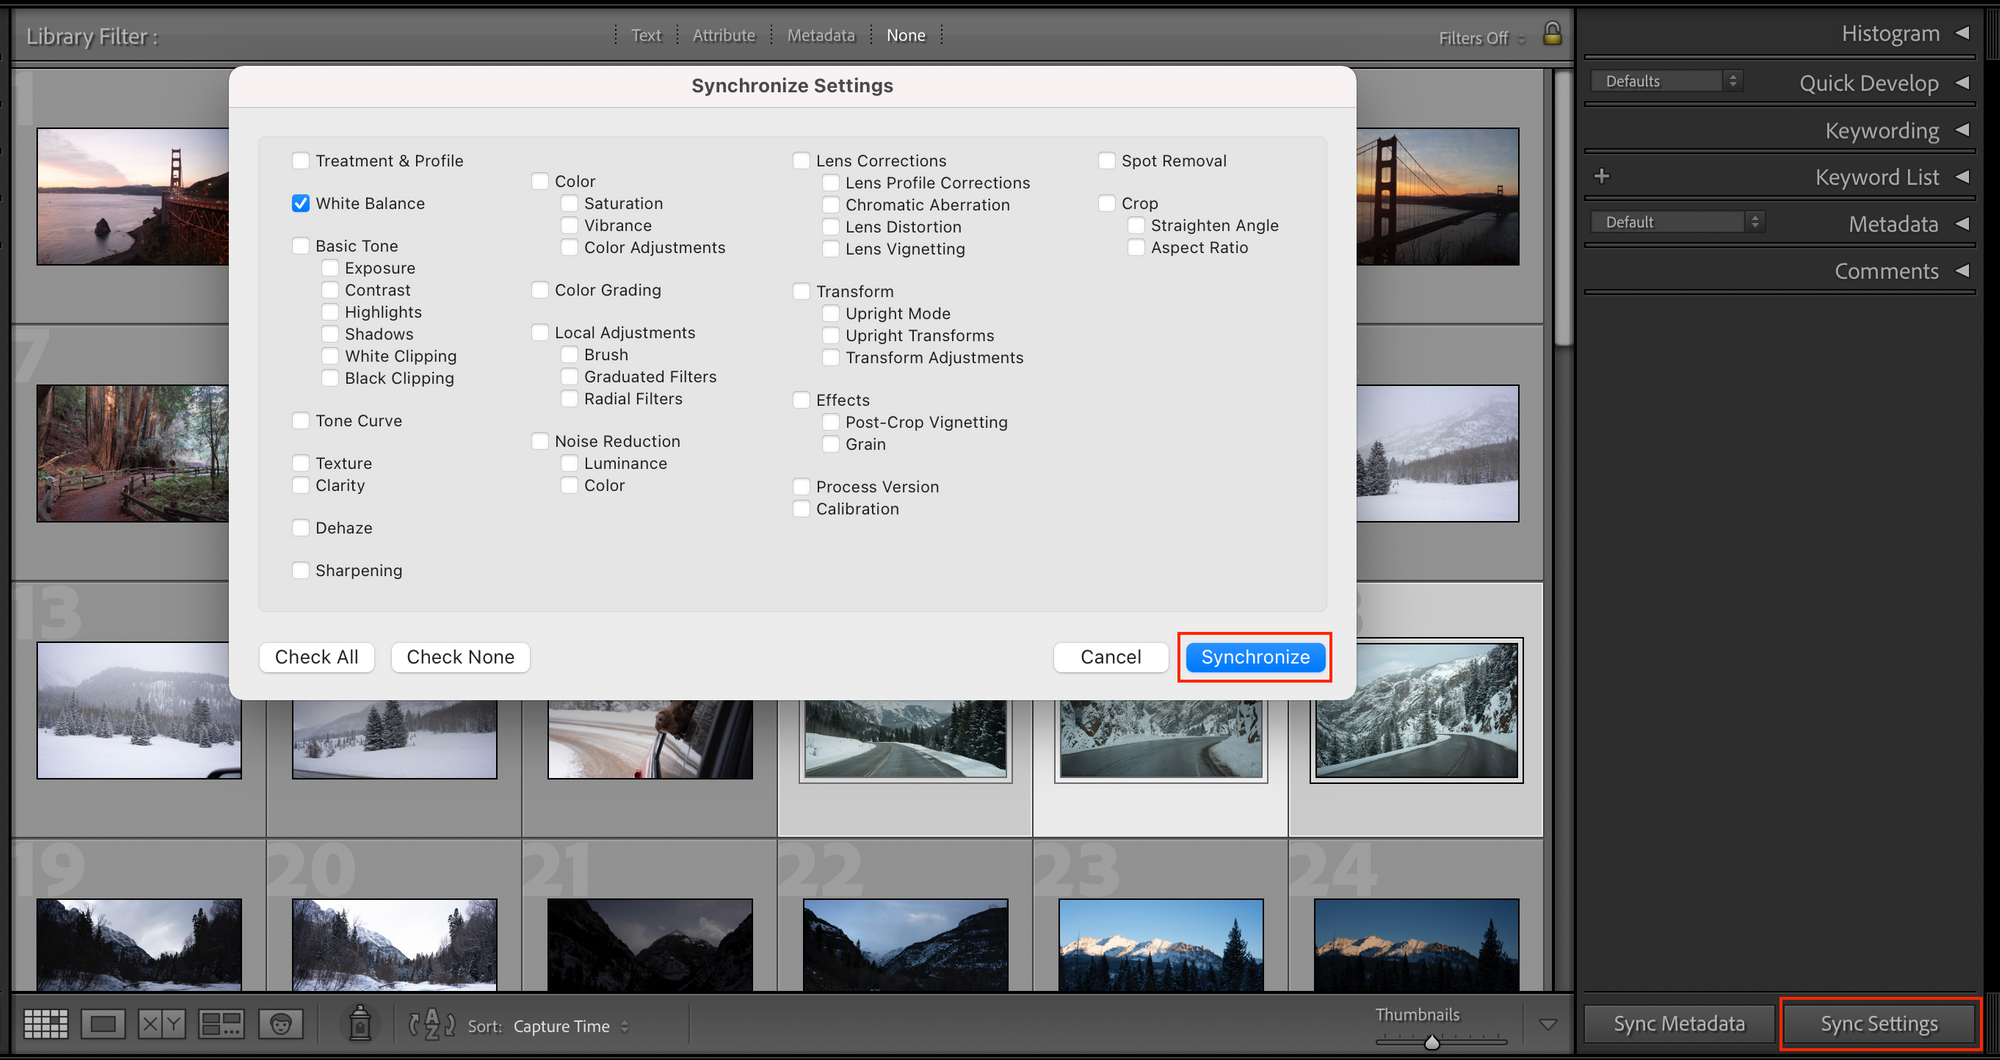 Library Filter :
Text
Attribute
Metadata
None
Filters Off
Histogram
Defaults
Quick Develop
Keywording
Keyword List
Default
Metadata
Comments
Synchronize Settings
Treatment & Profile
White Balance
Basic Tone
Exposure
Contrast
Highlights
Shadows
White Clipping
Black Clipping
Tone Curve
Texture
Clarity
Dehaze
Sharpening
Color
Saturation
Vibrance
Color Adjustments
Color Grading
Local Adjustments
Brush
Graduated Filters
Radial Filters
Noise Reduction
Luminance
Color
Lens Corrections
Lens Profile Corrections
Chromatic Aberration
Lens Distortion
Lens Vignetting
Transform
Upright Mode
Upright Transforms
Transform Adjustments
Effects
Post-Crop Vignetting
Grain
Process Version
Calibration
Spot Removal
Crop
Straighten Angle
Aspect Ratio
Check All
Check None
Cancel
Synchronize
1
7
13
19
20
21
22
23
24
XY
Sort: Capture Time
Thumbnails
Sync Metadata
Sync Settings